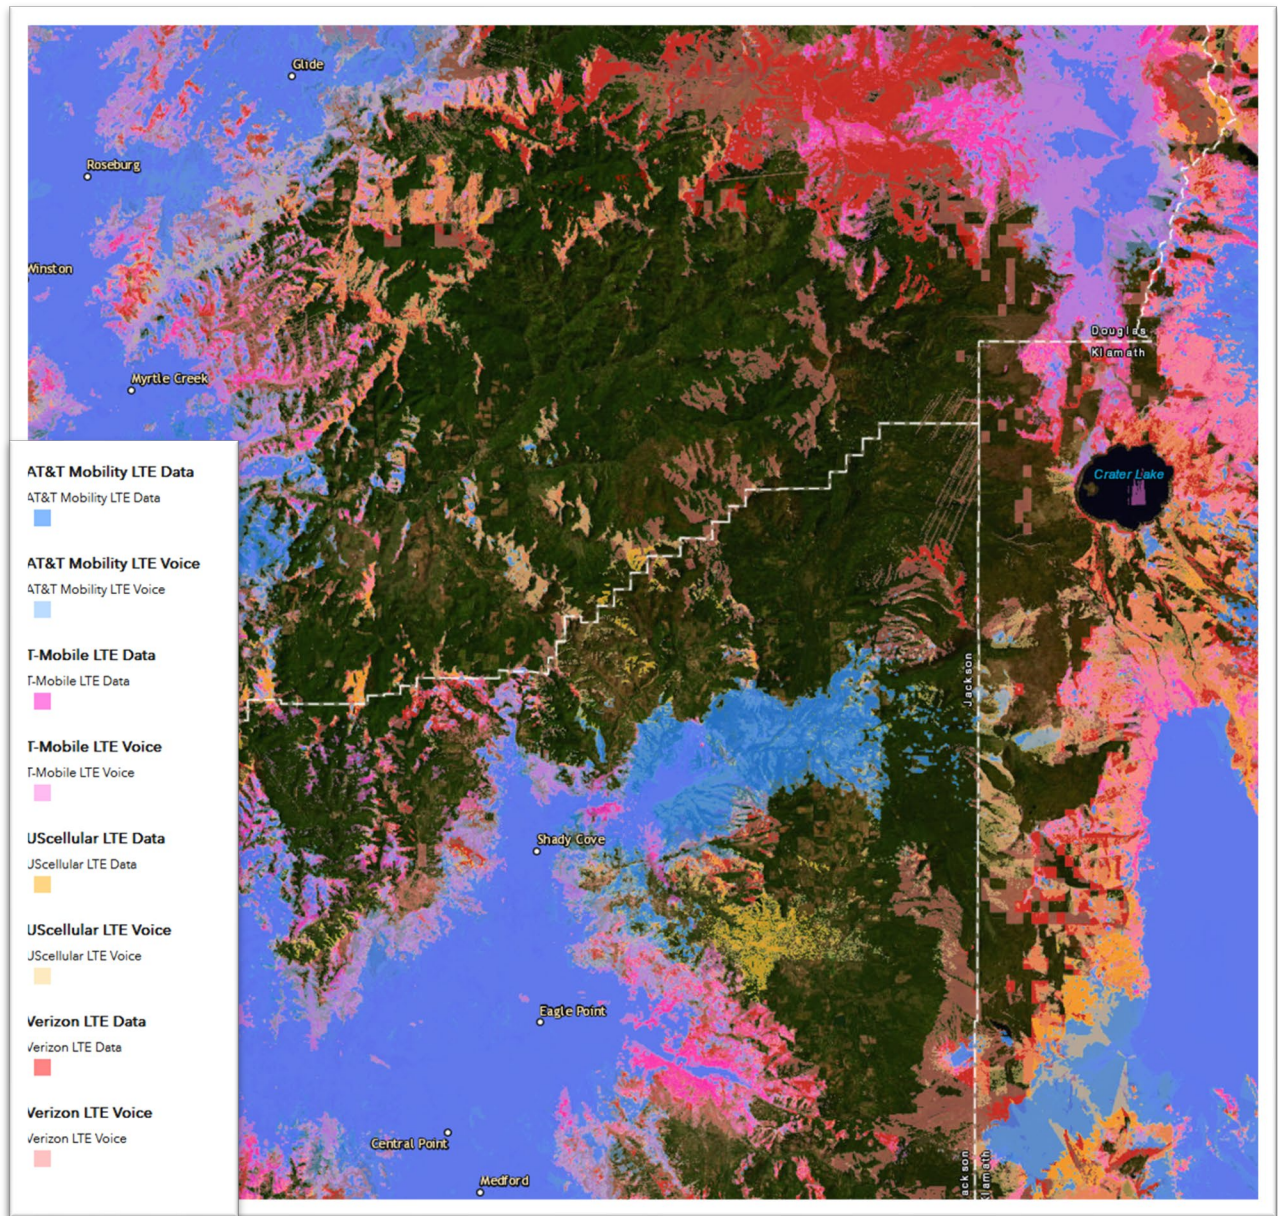 Glide
Roseburg
Winston
Myrtle Creek
Douglas
Klamath
Crater Lake
AT&T Mobility LTE Data
AT&T Mobility LTE Data
AT&T Mobility LTE Voice
AT&T Mobility LTE Voice
T-Mobile LTE Data
T-Mobile LTE Data
T-Mobile LTE Voice
T-Mobile LTE Voice
UScellular LTE Data
UScellular LTE Data
UScellular LTE Voice
UScellular LTE Voice
Verizon LTE Data
Verizon LTE Data
Verizon LTE Voice
Verizon LTE Voice
Jackson
Shady Cove
Eagle Point
Central Point
Medford
Jackson
Klamath